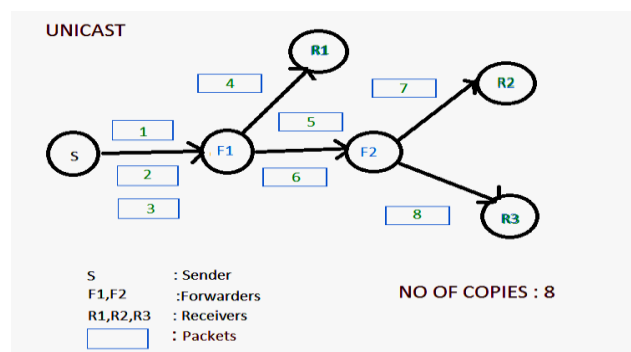 UNICAST
R1
4
7
R2
1
5
S
F1
F2
2
6
3
8
R3
S : Sender
F1,F2 :Forwarders
R1,R2,R3 : Receivers
: Packets
NO OF COPIES : 8